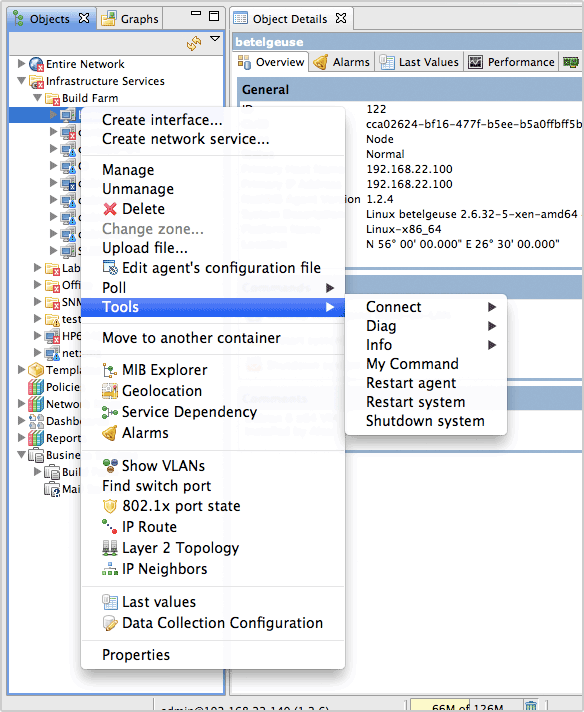 Objects
Graphs
Object Details
betelgeuse
Overview
Alarms
Last Values
Performance
General
122
cca02624-bf16-477f-b5ee-b5a0ffbff5b
Node
Normal
192.168.22.100
192.168.22.100
1.2.4
Linux betelgeuse 2.6.32-5-xen-amd64
Linux-x86_64
N 56° 00' 00.000" E 26° 30' 00.000"
Entire Network
Infrastructure Services
Build Farm
Lab
Offi
SNM
test
HP6
net
Templa
Policies
Networ
Dashbo
Report
Busines
Buil
Mai
Create interface...
Create network service...
Manage
Unmanage
Delete
Change zone...
Upload file...
Edit agent's configuration file
Poll
Tools
Move to another container
MIB Explorer
Geolocation
Service Dependency
Alarms
Show VLANs
Find switch port
802.1x port state
IP Route
Layer 2 Topology
IP Neighbors
Last values
Data Collection Configuration
Properties
Connect
Diag
Info
My Command
Restart agent
Restart system
Shutdown system
66M of 126M